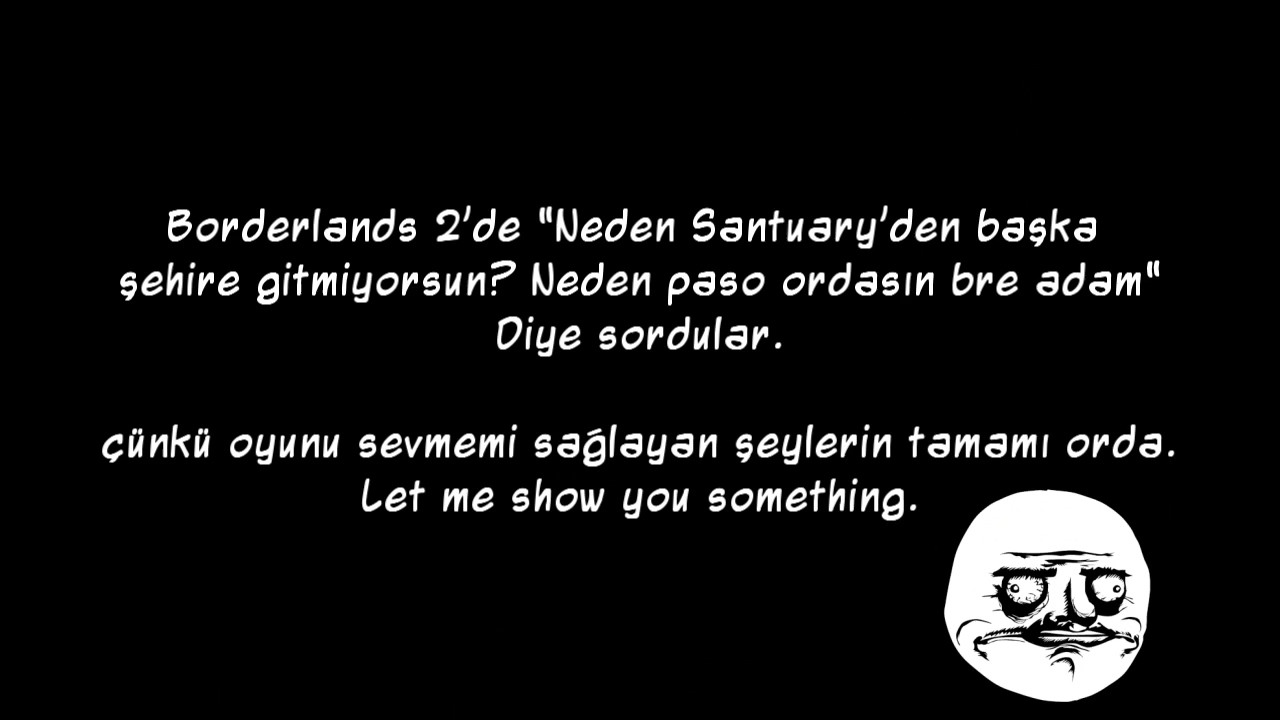 Borderlands 2'de "Neden Santuary'den başka
şehire gitmiyorsun? Neden paso ordasın bre adam"
Diye sordular.
çünkü oyunu sevmemi sağlayan şeylerin tamamı orda.
Let me show you something.